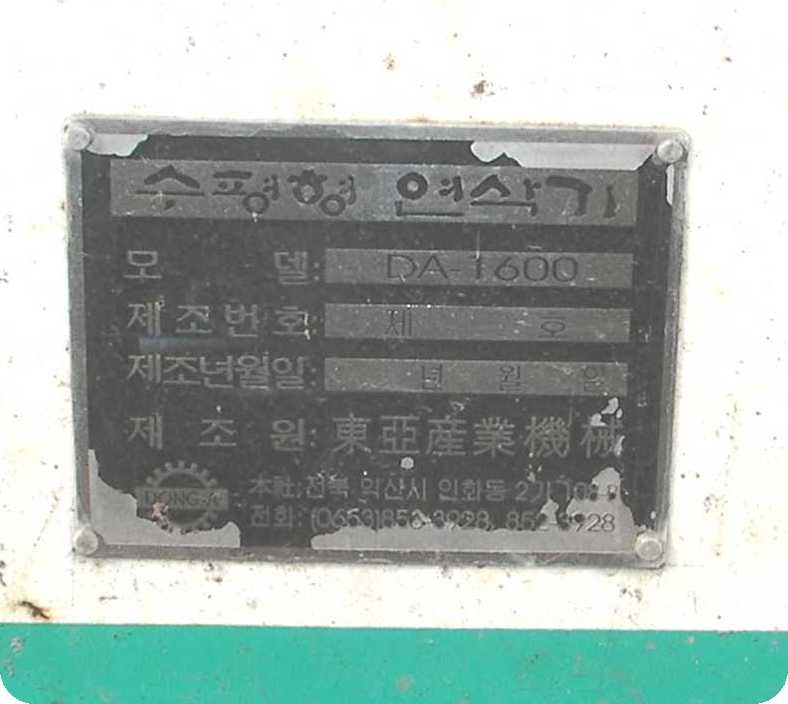 수평형 연삭기
모 델: DA-1600
제조번호: 제 호
제조년월일: 년 월 일
제 조 원: 東亞産業機械
DONG-A
本社: 전북 익산시 인화동 2가
전화: (0653)